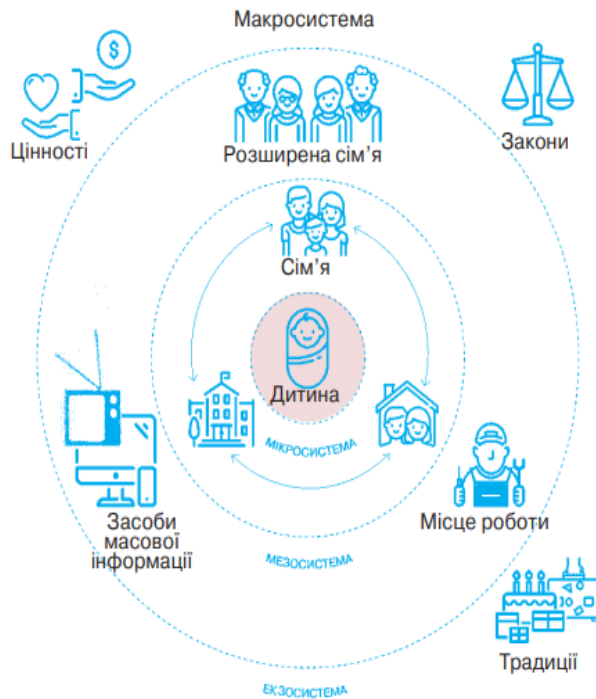 Макросистема
$
Цінності
Розширена сім’я
Закони
Сім’я
Дитина
МІКРОСИСТЕМА
Засоби
масової
інформації
Місце роботи
МЕЗОСИСТЕМА
Традиції
ЕКЗОСИСТЕМА